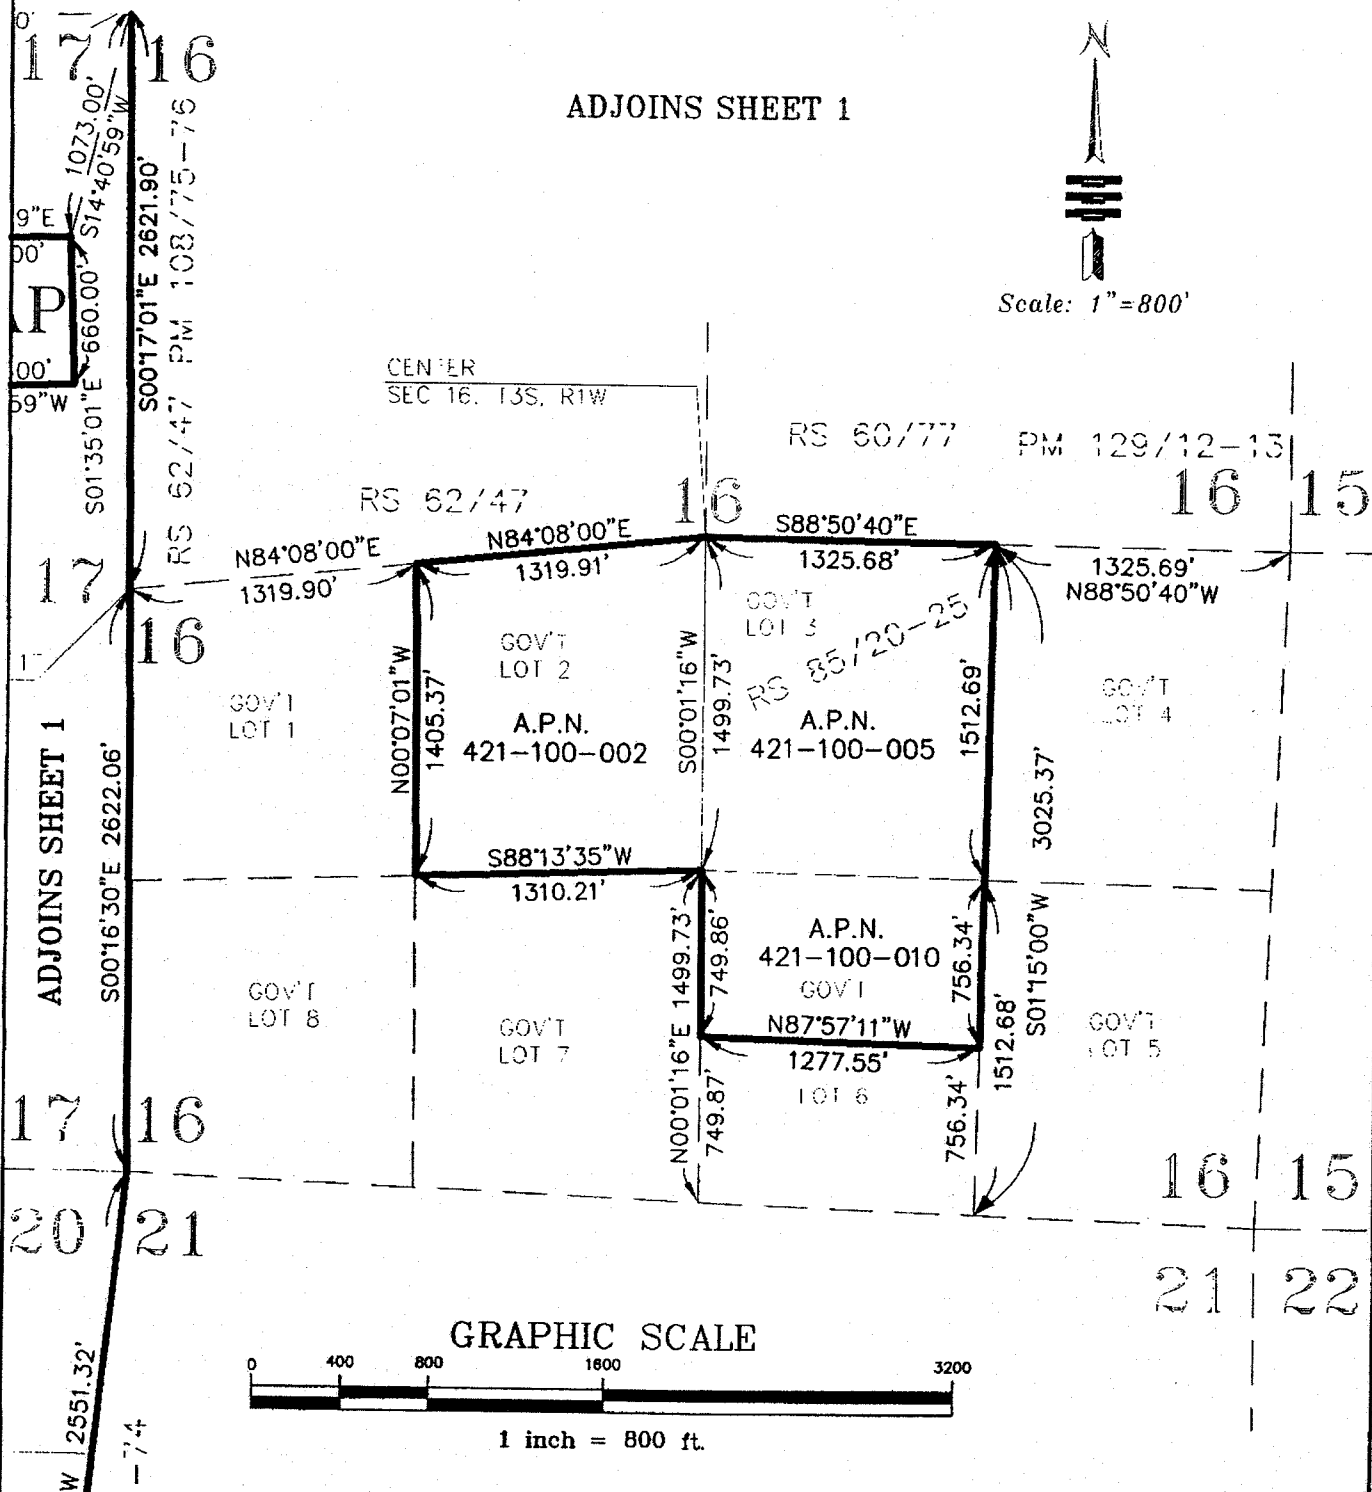 0'
17 16
ADJOINS SHEET 1
N
1073.00'
S14°40'59"W
S00°17'01"E 2621.90'
RS 62/47 PM 108/75-76
9"E
00'
AP
660.00'
S01°35'01"E
00'
59"W
Scale: 1"=800'
CENTER
SEC 16, T3S, R1W
RS 60/77
PM 129/12-13
RS 62/47
16
16 15
N84°08'00"E
1319.90'
N84°08'00"E
1319.91'
S88°50'40"E
1325.68'
1325.69'
N88°50'40"W
17
16
GOV'T
LOT 1
GOV'T
LOT 2
GOV'T
LOT 3
RS 85/20-25
GOV'T
LOT 4
A.P.N.
421-100-002
A.P.N.
421-100-005
N00°07'01"W
1405.37'
S00°01'16"W
1499.73'
1512.69'
3025.37'
S01°15'00"W
ADJOINS SHEET 1
S00°16'30"E 2622.06'
S88°13'35"W
1310.21'
N00°01'16"E 1499.73'
749.86'
A.P.N.
421-100-010
GOV'T
LOT 6
756.34'
N87°57'11"W
1277.55'
GOV'T
LOT 8
GOV'T
LOT 7
GOV'T
LOT 5
749.87'
756.34'
1512.68'
17 16
16 15
20 21
21 22
2551.32'
W
-74
GRAPHIC SCALE
0 400 800 1600 3200
1 inch = 800 ft.